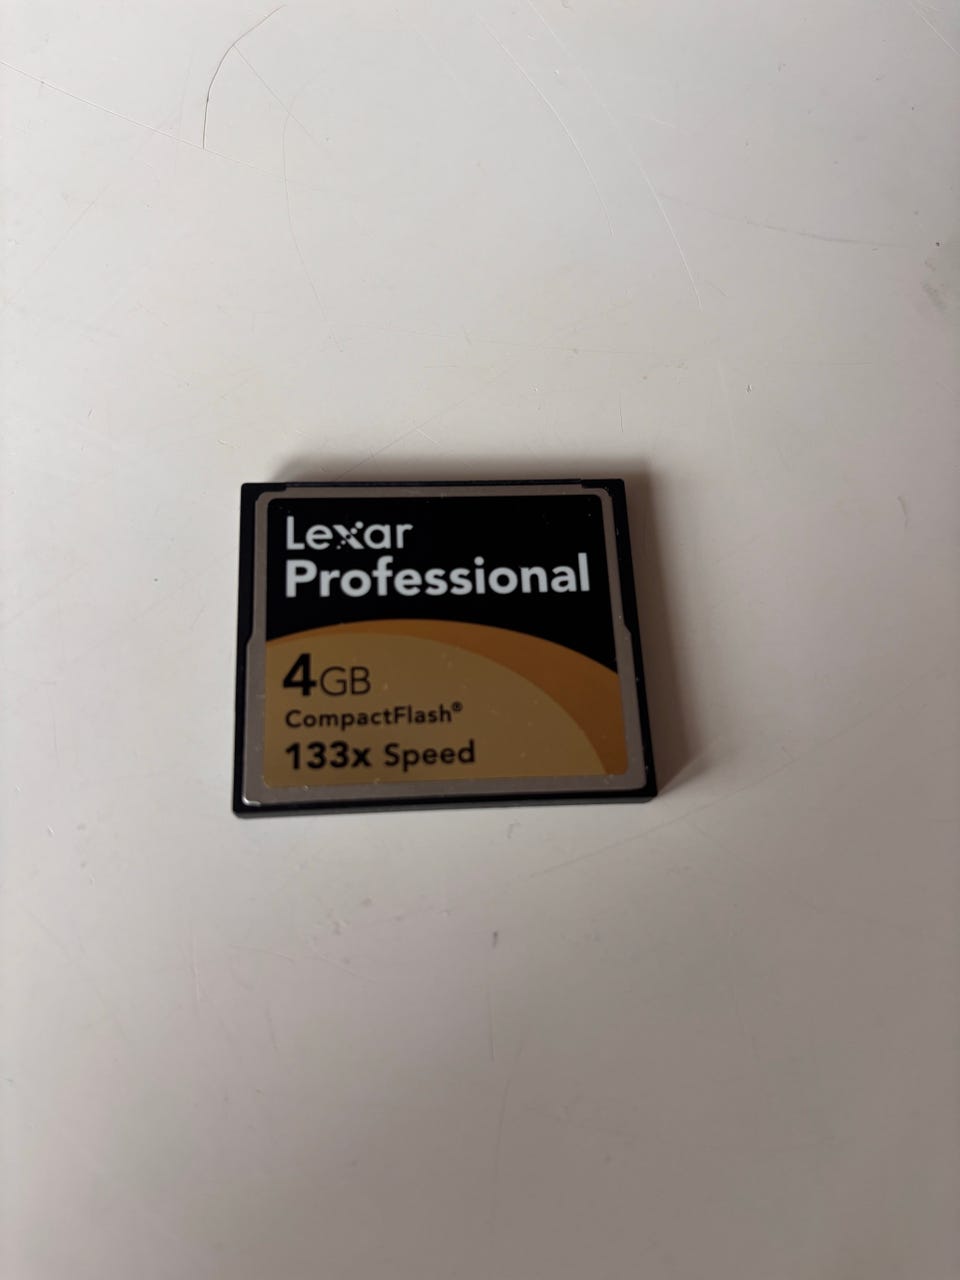 Lexar
Professional
4GB
CompactFlash®
133x Speed